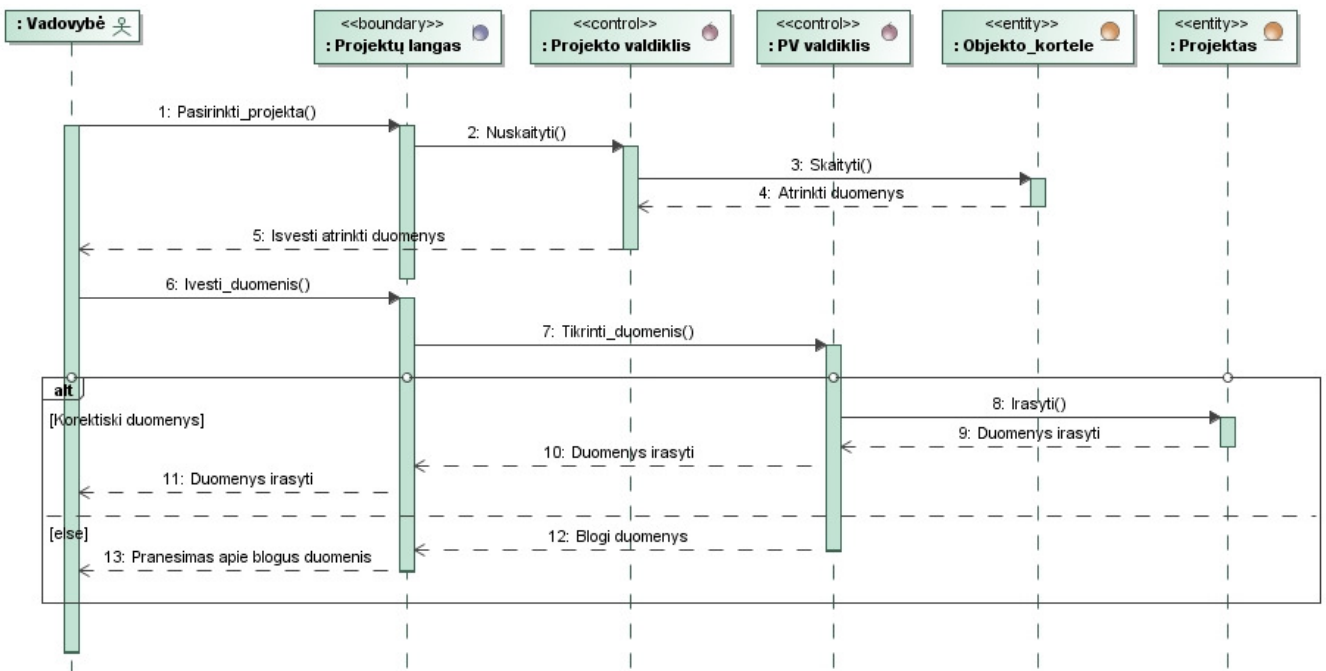 : Vadovybė
<<boundary>>
: Projektų langas
<<control>>
: Projekto valdiklis
<<control>>
: PV valdiklis
<<entity>>
: Objekto_kortele
<<entity>>
: Projektas
1: Pasirinkti_projekta()
2: Nuskaityti()
3: Skaityti()
4: Atrinkti duomenys
5: Isvesti atrinkti duomenys
6: Ivesti_duomenis()
7: Tikrinti_duomenis()
alt
[Korektiski duomenys]
8: Irasyti()
9: Duomenys irasyti
10: Duomenys irasyti
11: Duomenys irasyti
[else]
12: Blogi duomenys
13: Pranesimas apie blogus duomenis